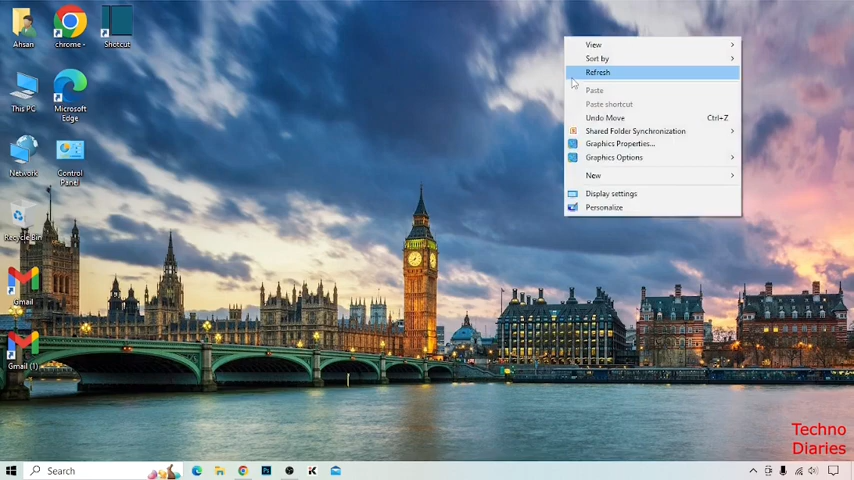 Ahsan
chrome -
Shotcut
This PC
Microsoft
Edge
Network
Control
Panel
Recycle Bin
Gmail
Gmail (1)
View
Sort by
Refresh
Paste
Paste shortcut
Undo Move Ctrl+Z
Shared Folder Synchronization
Graphics Properties...
Graphics Options
New
Display settings
Personalize
Techno
Diaries
Search